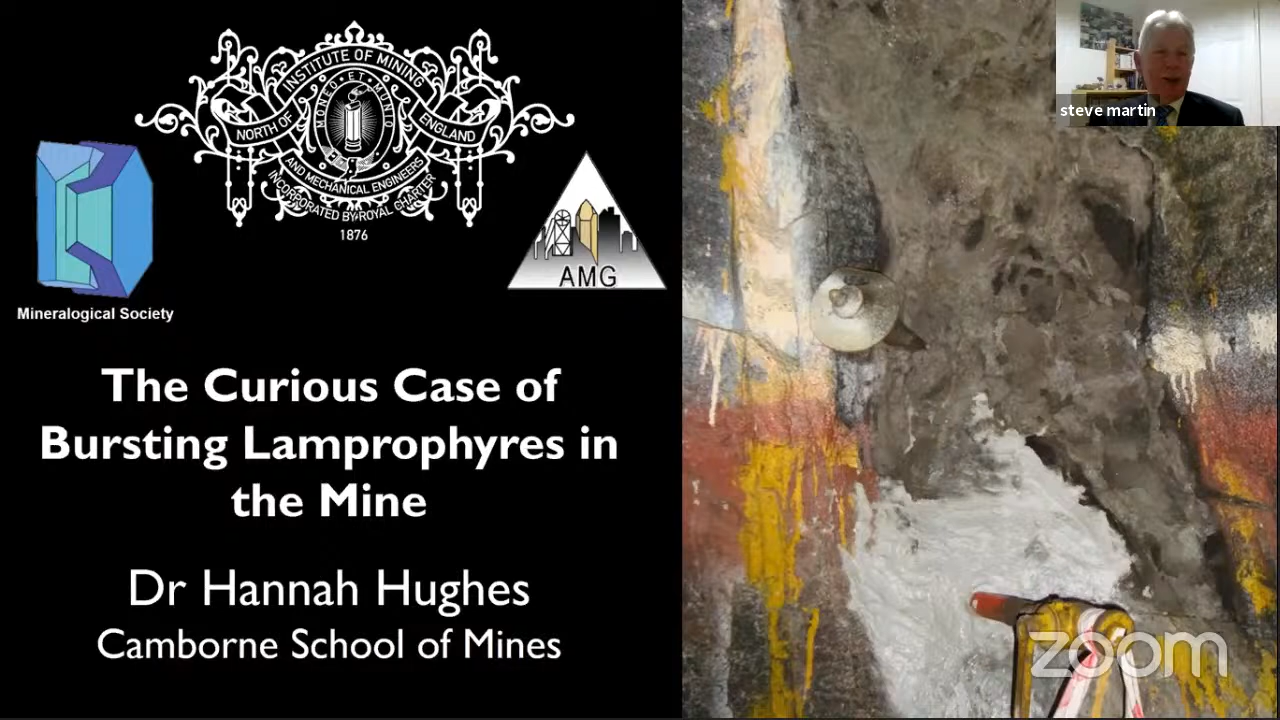 INSTITUTE OF MINING
NORTH OF
ENGLAND
MONEO ET MUNIO
AND MECHANICAL ENGINEERS
INCORPORATED BY ROYAL CHARTER
1876
AMG
Mineralogical Society
The Curious Case of
Bursting Lamprophyres in
the Mine
Dr Hannah Hughes
Camborne School of Mines
steve martin
zoom